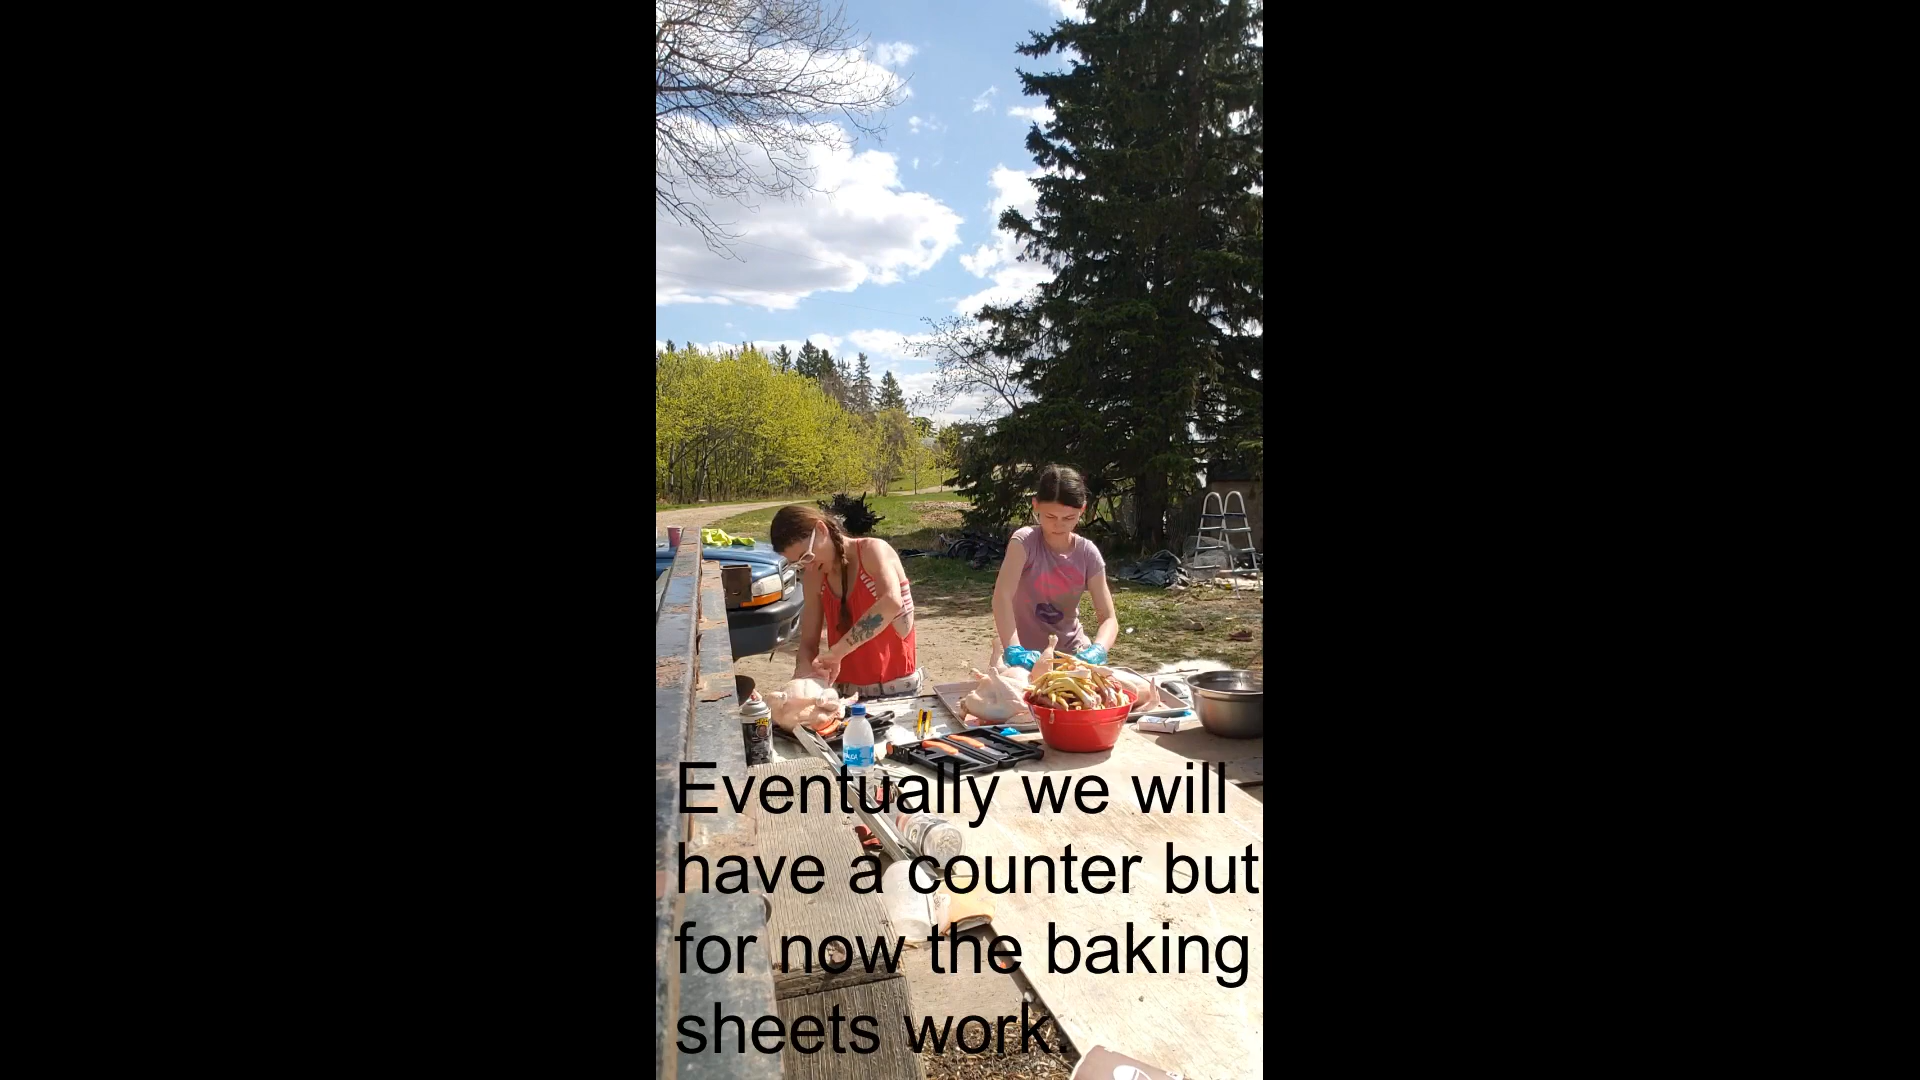 Eventually we will
have a counter but
for now the baking
sheets work.